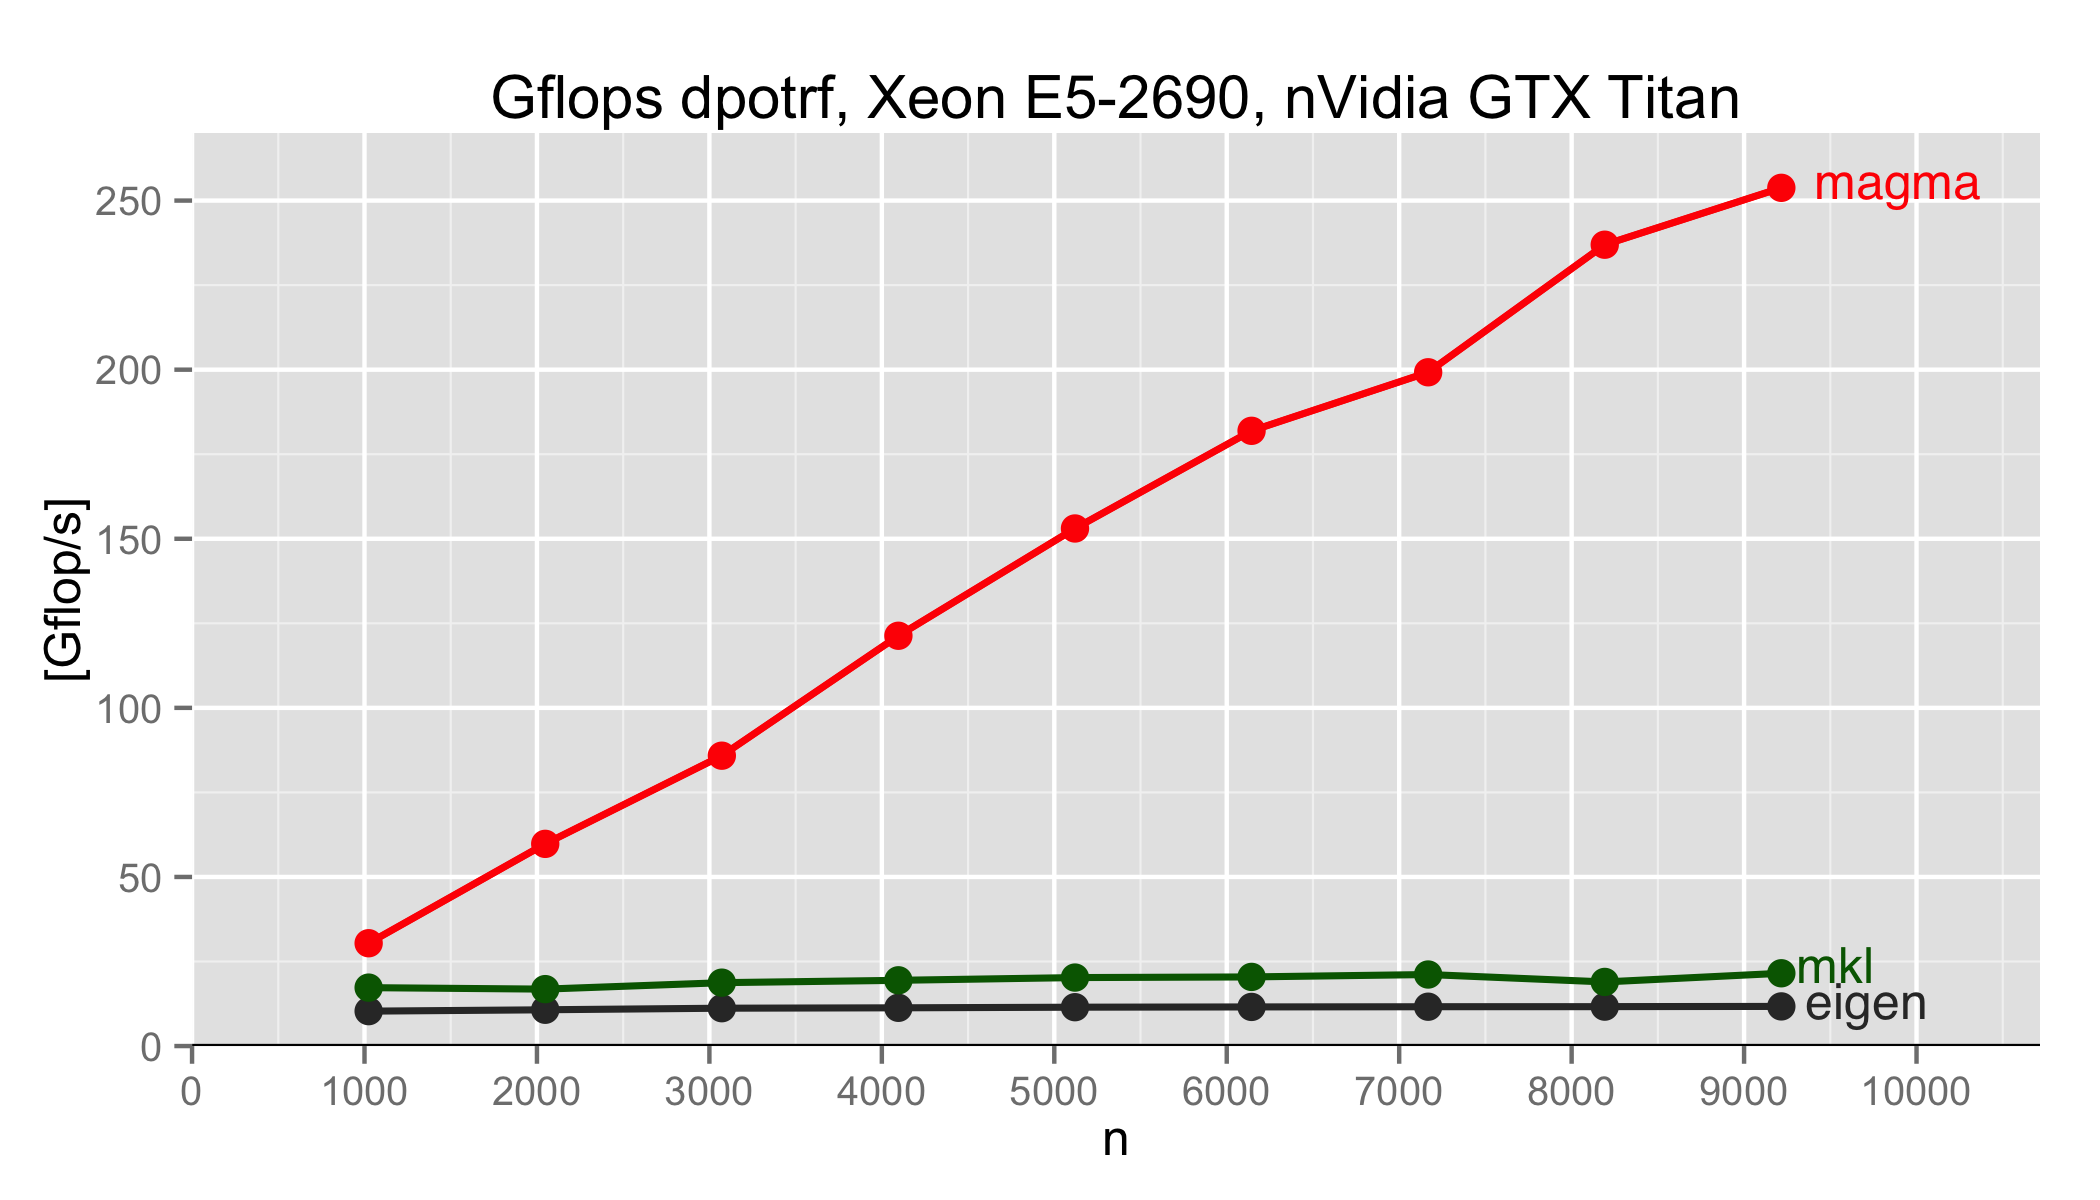 Gflops dpotrf, Xeon E5-2690, nVidia GTX Titan
[Gflop/s]
250
200
150
100
50
0
magma
mkl
eigen
0 1000 2000 3000 4000 5000 6000 7000 8000 9000 10000
n